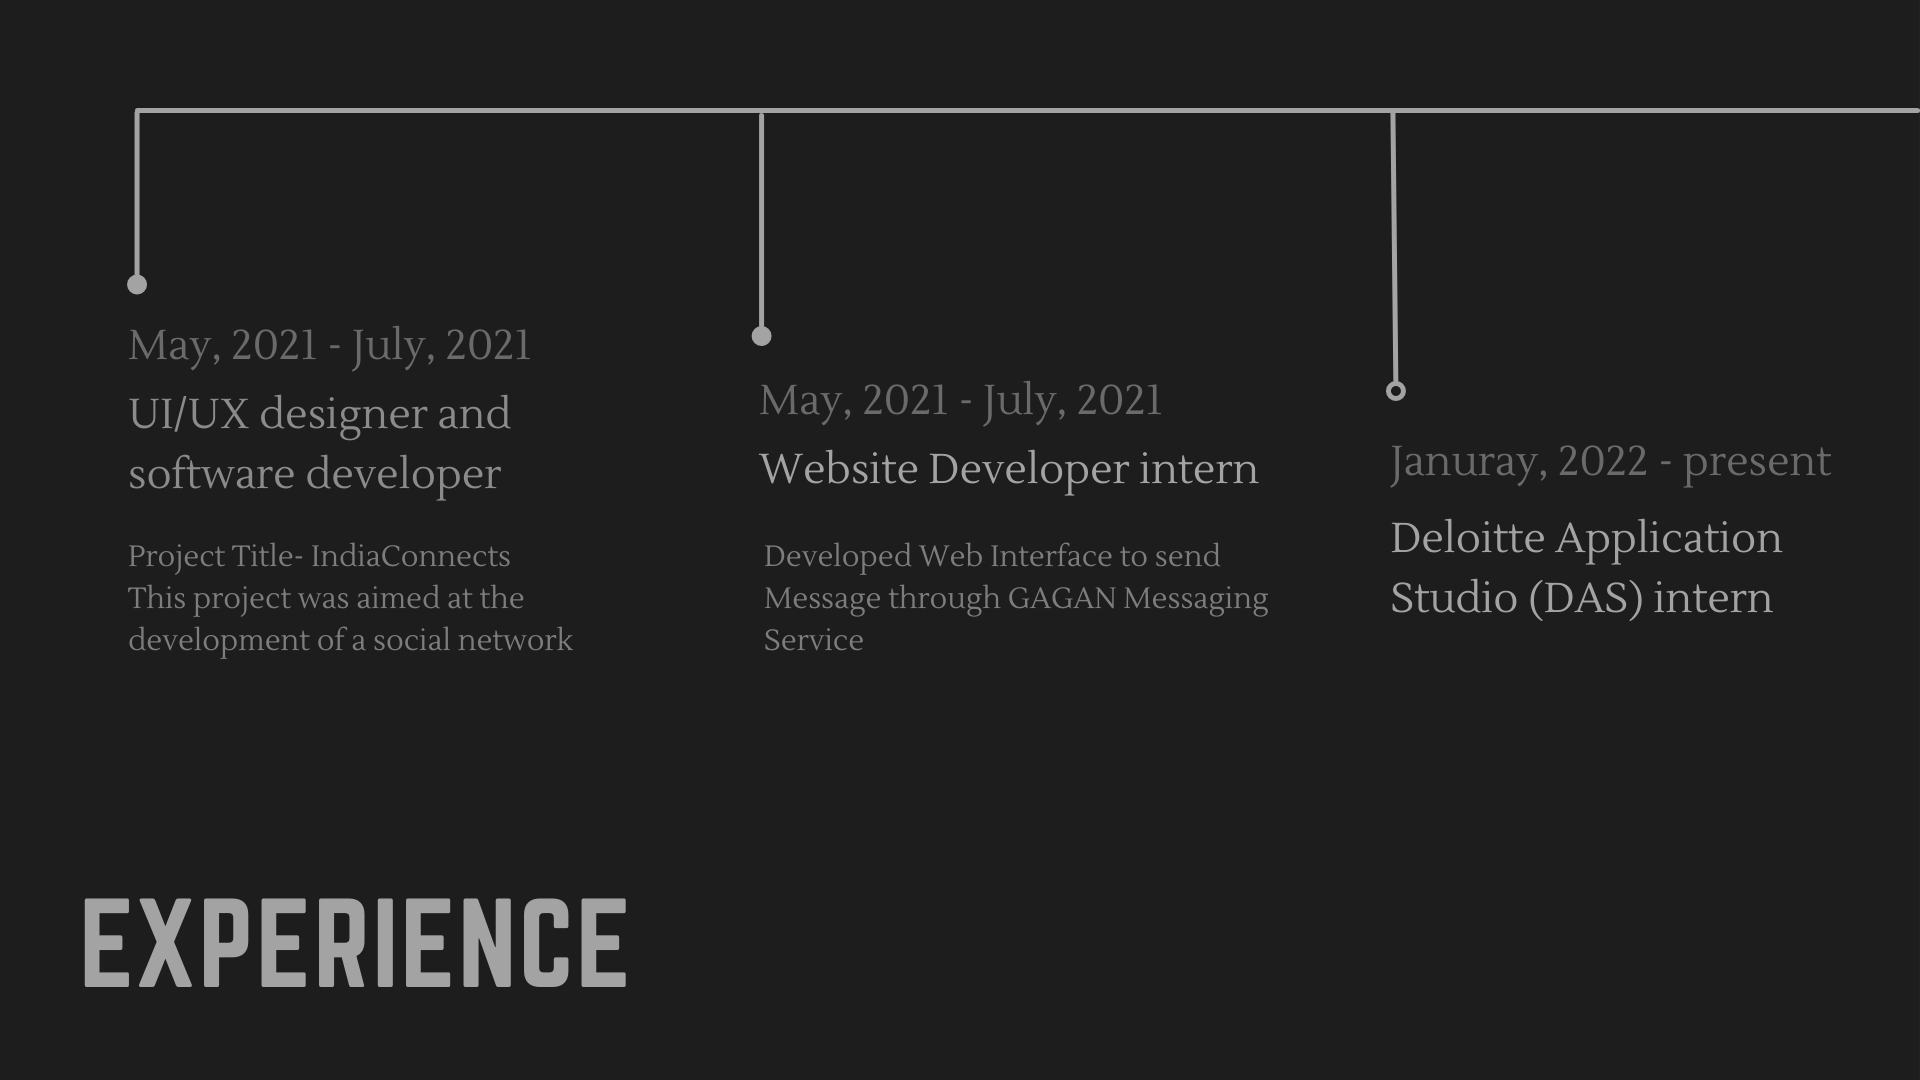 May, 2021 - July, 2021
UI/UX designer and
software developer
Project Title- IndiaConnects
This project was aimed at the
development of a social network
May, 2021 - July, 2021
Website Developer intern
Developed Web Interface to send
Message through GAGAN Messaging
Service
Januray, 2022 - present
Deloitte Application
Studio (DAS) intern
EXPERIENCE